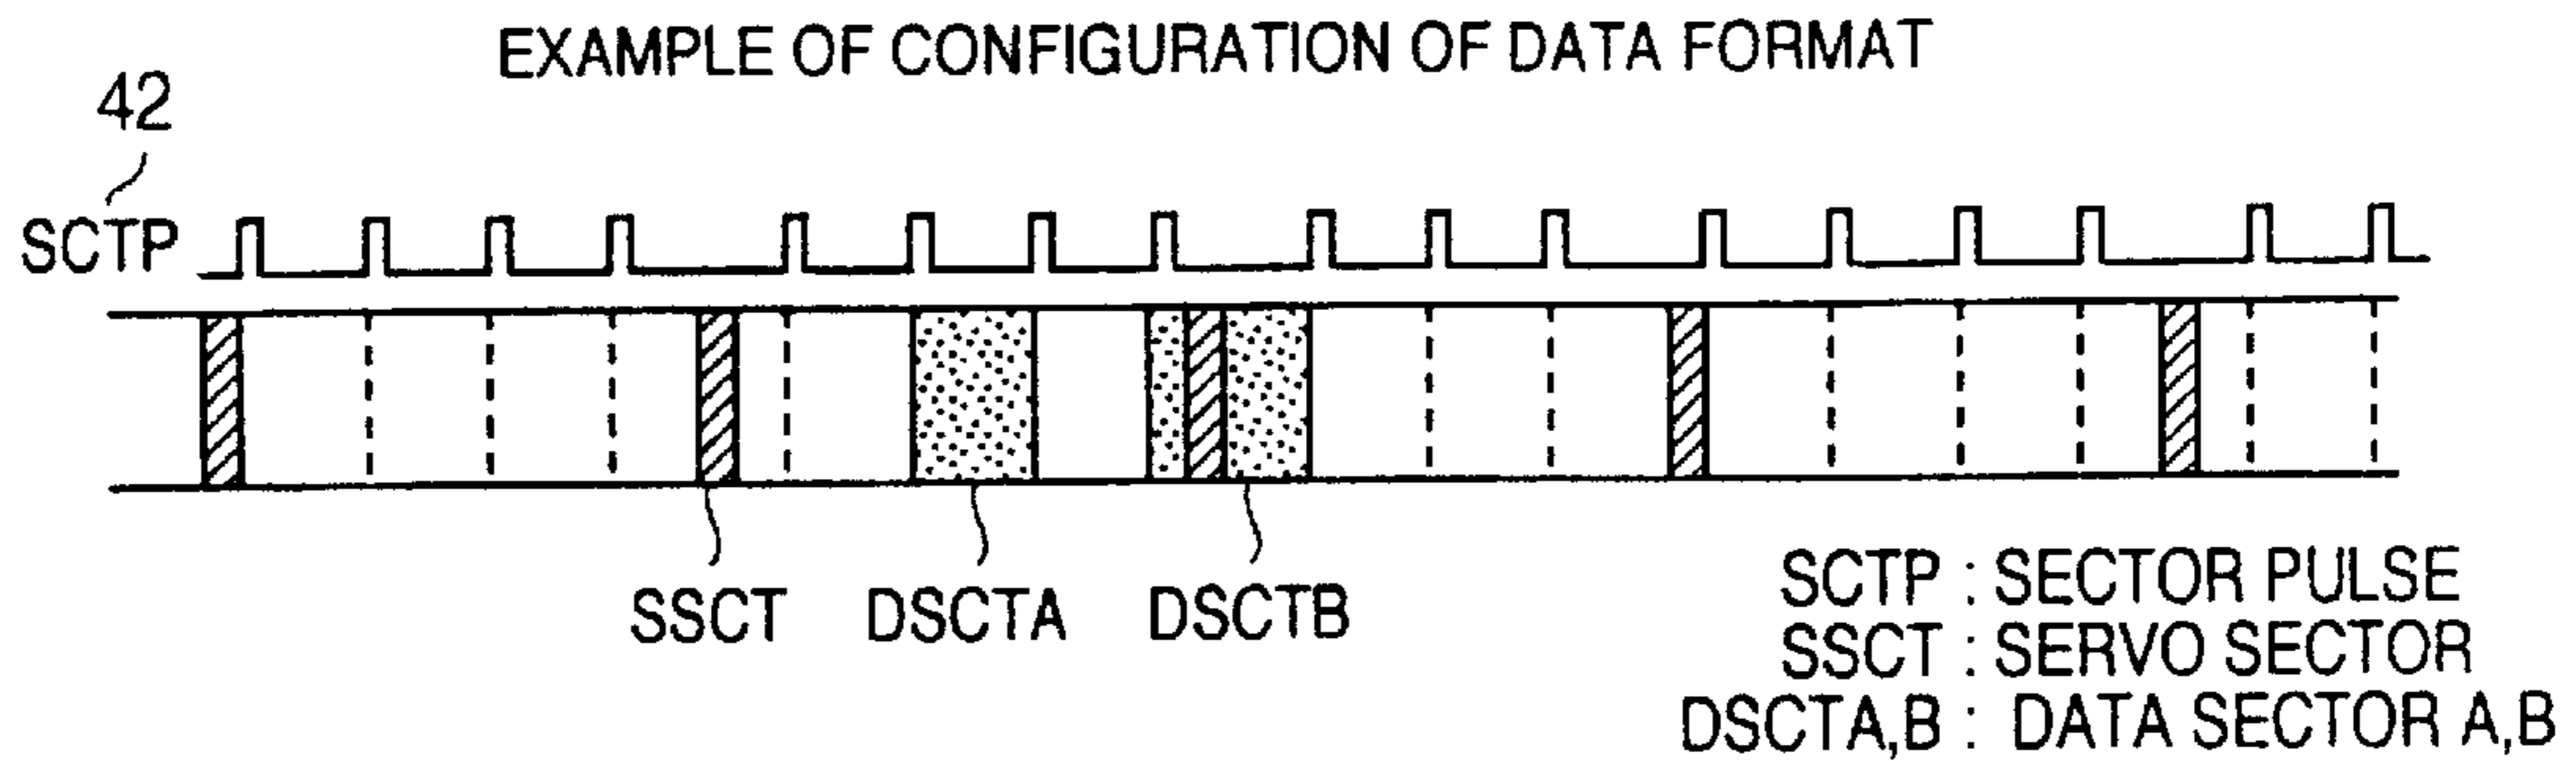 EXAMPLE OF CONFIGURATION OF DATA FORMAT
42
SCTP
SSCT
DSCTA
DSCTB
SCTP : SECTOR PULSE
SSCT : SERVO SECTOR
DSCTA,B : DATA SECTOR A,B